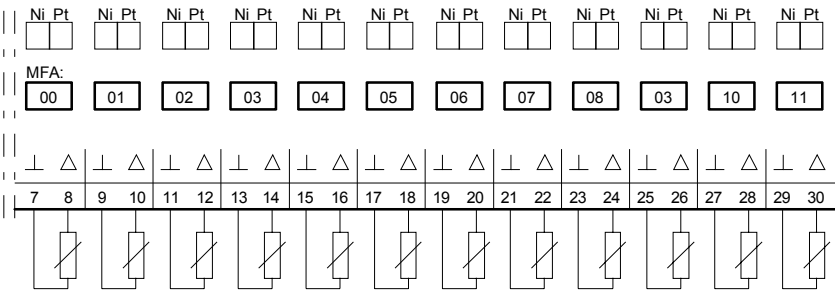 Ni Pt Ni Pt Ni Pt Ni Pt Ni Pt Ni Pt Ni Pt Ni Pt Ni Pt Ni Pt Ni Pt Ni Pt
MFA:
00 01 02 03 04 05 06 07 08 03 10 11
7 8 9 10 11 12 13 14 15 16 17 18 19 20 21 22 23 24 25 26 27 28 29 30